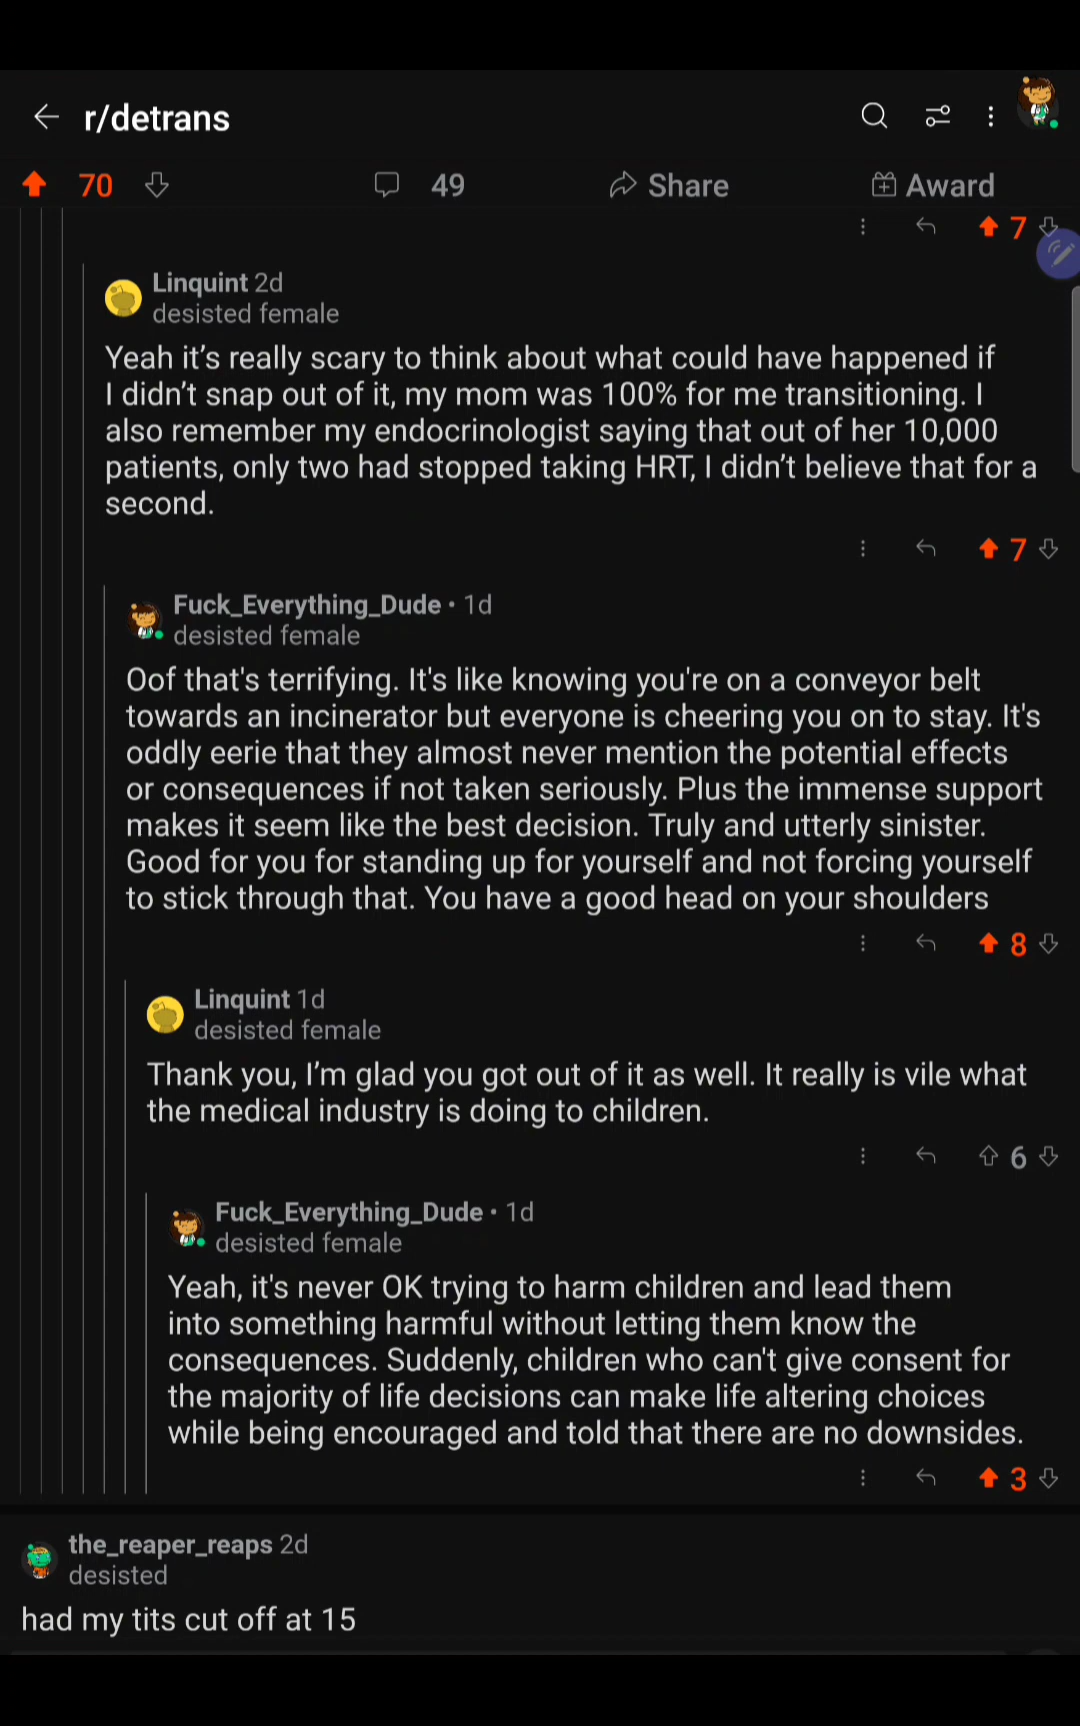 r/detrans
70
49
Share
Award
7
Linquint 2d
desisted female
Yeah it’s really scary to think about what could have happened if
I didn’t snap out of it, my mom was 100% for me transitioning. I
also remember my endocrinologist saying that out of her 10,000
patients, only two had stopped taking HRT, I didn’t believe that for a
second.
7
Fuck_Everything_Dude • 1d
desisted female
Oof that's terrifying. It's like knowing you're on a conveyor belt
towards an incinerator but everyone is cheering you on to stay. It's
oddly eerie that they almost never mention the potential effects
or consequences if not taken seriously. Plus the immense support
makes it seem like the best decision. Truly and utterly sinister.
Good for you for standing up for yourself and not forcing yourself
to stick through that. You have a good head on your shoulders
8
Linquint 1d
desisted female
Thank you, I’m glad you got out of it as well. It really is vile what
the medical industry is doing to children.
6
Fuck_Everything_Dude • 1d
desisted female
Yeah, it's never OK trying to harm children and lead them
into something harmful without letting them know the
consequences. Suddenly, children who can't give consent for
the majority of life decisions can make life altering choices
while being encouraged and told that there are no downsides.
3
the_reaper_reaps 2d
desisted
had my tits cut off at 15